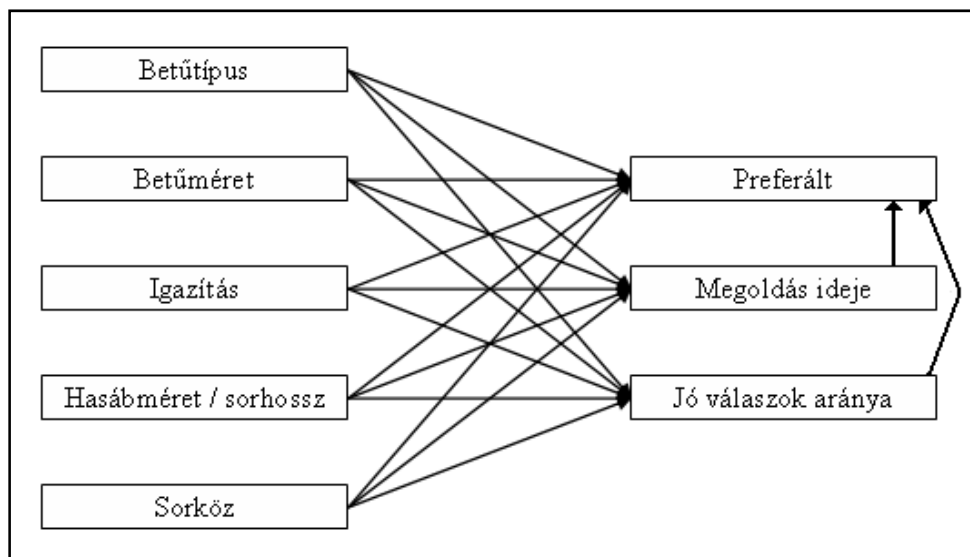 Betűtípus
Betűméret
Igazítás
Hasábméret / sorhossz
Sorköz
Preferált
Megoldás ideje
Jó válaszok aránya